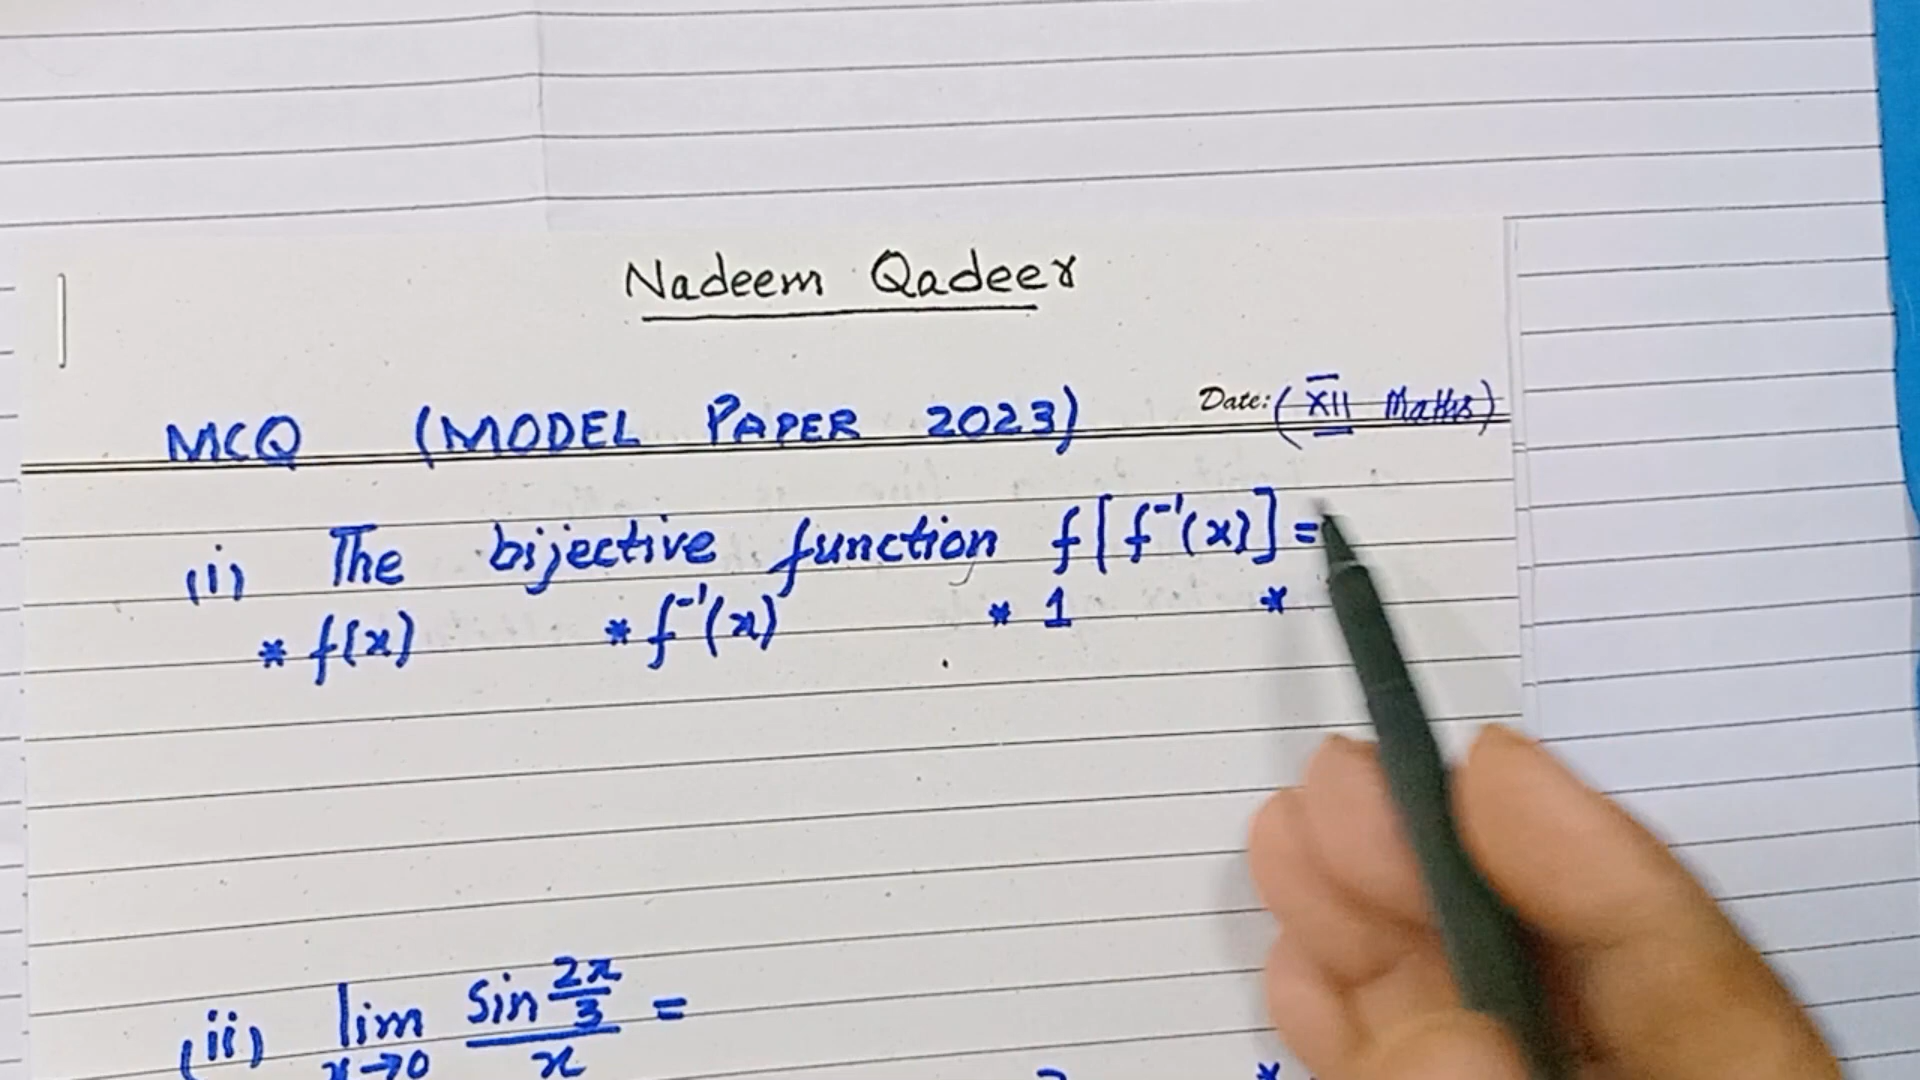 Nadeem Qadeer
MCQ (MODEL PAPER 2023) Date: (XII Maths)
(i) The bijective function f[f⁻¹(x)] =
* f(x) * f⁻¹(x) * 1 *
(ii) lim x→0 sin 2x/3 / x =
*